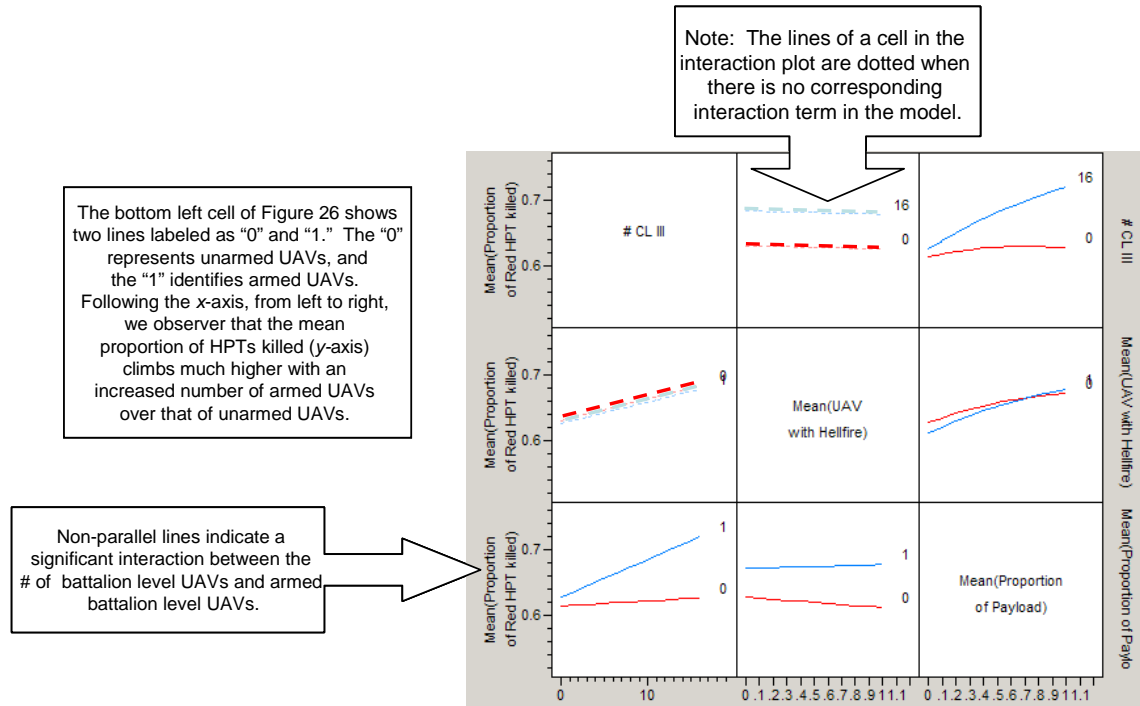 Note: The lines of a cell in the
interaction plot are dotted when
there is no corresponding
interaction term in the model.
The bottom left cell of Figure 26 shows
two lines labeled as “0” and “1.” The “0”
represents unarmed UAVs, and
the “1” identifies armed UAVs.
Following the x-axis, from left to right,
we observer that the mean
proportion of HPTs killed (y-axis)
climbs much higher with an
increased number of armed UAVs
over that of unarmed UAVs.
Non-parallel lines indicate a
significant interaction between the
# of battalion level UAVs and armed
battalion level UAVs.
Mean(Proportion
of Red HPT killed)
0.7
0.6
# CL III
16
0
16
0
# CL III
Mean(Proportion
of Red HPT killed)
0.7
0.6
0
1
Mean(UAV
with Hellfire)
1
0
Mean(UAV with Hellfire)
Mean(Proportion
of Red HPT killed)
0.7
0.6
1
0
1
0
Mean(Proportion
of Payload)
Mean(Proportion of Paylo
0 10
0 .1.2.3.4.5.6.7.8.911.1
0 .1.2.3.4.5.6.7.8.911.1